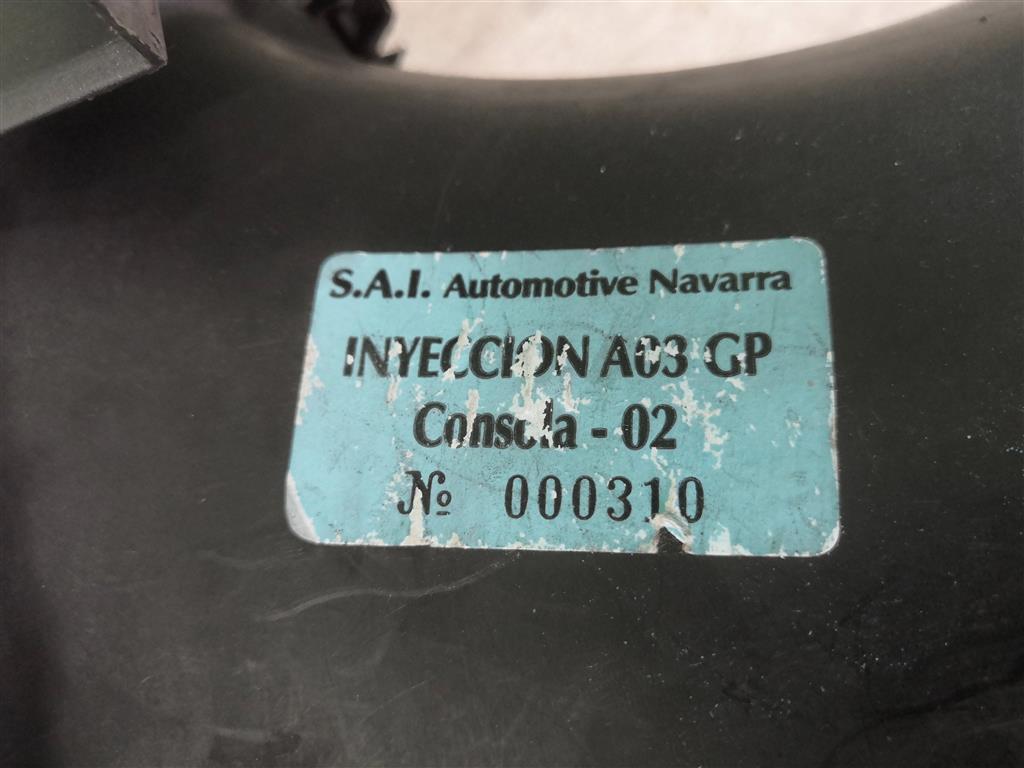 S.A.I. Automotive Navarra
INYECCION A03 GP
Consola - 02
№ 000310